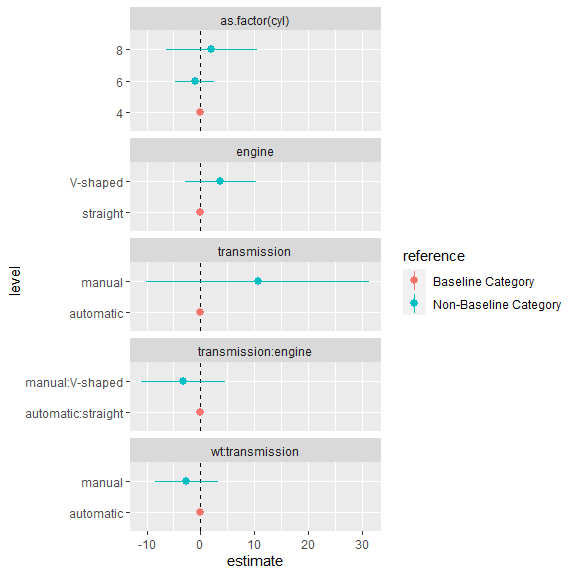 as.factor(cyl)
8
6
4
engine
V-shaped
straight
transmission
manual
automatic
transmission:engine
manual:V-shaped
automatic:straight
wt:transmission
manual
automatic
-10 0 10 20 30
estimate
level
reference
Baseline Category
Non-Baseline Category